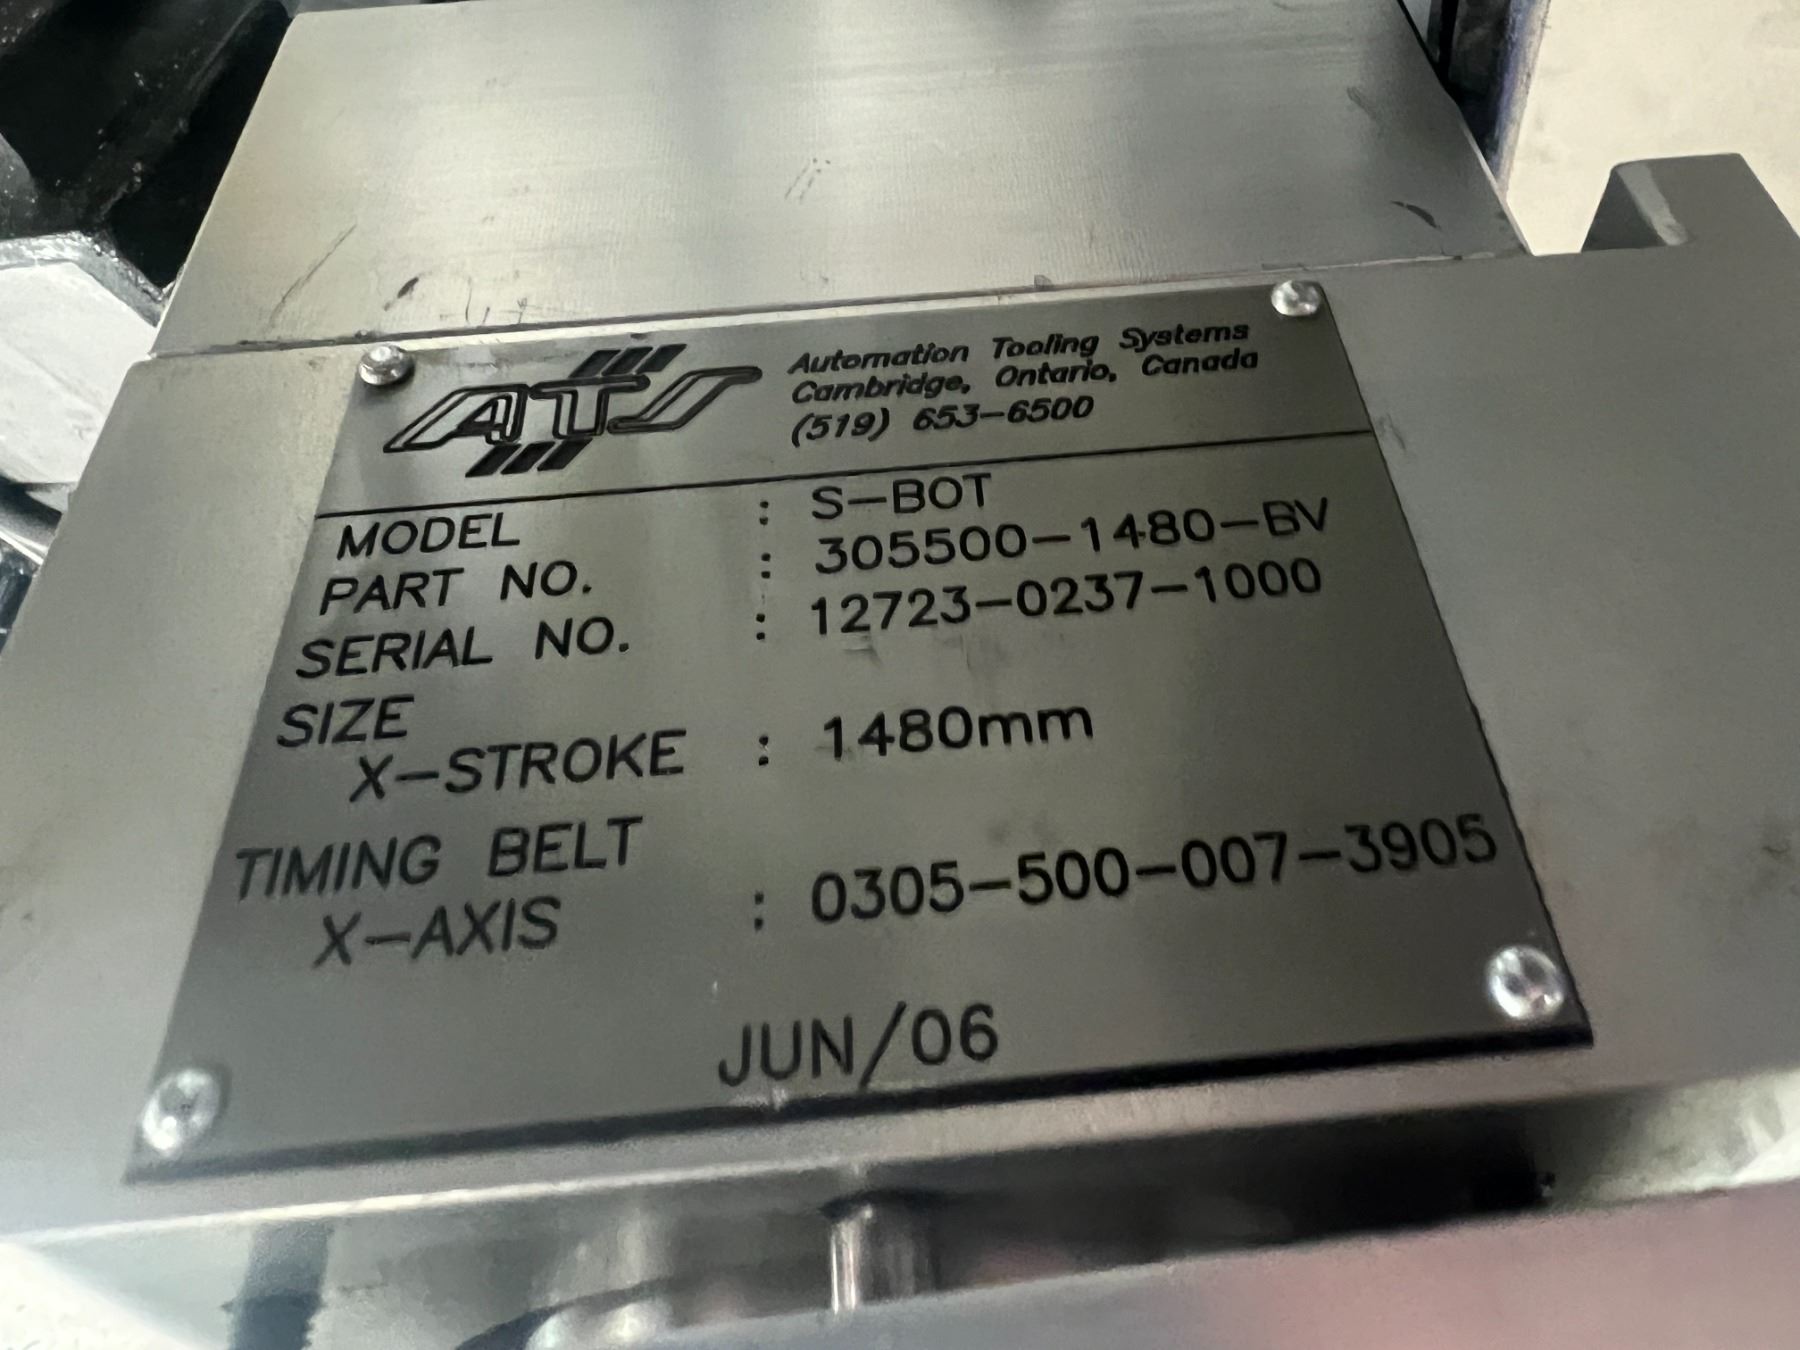 ATS
Automation Tooling Systems
Cambridge, Ontario, Canada
(519) 653-6500
MODEL : S-BOT
PART NO. : 305500-1480-BV
SERIAL NO. : 12723-0237-1000
SIZE
X-STROKE : 1480mm
TIMING BELT
X-AXIS : 0305-500-007-3905
JUN/06